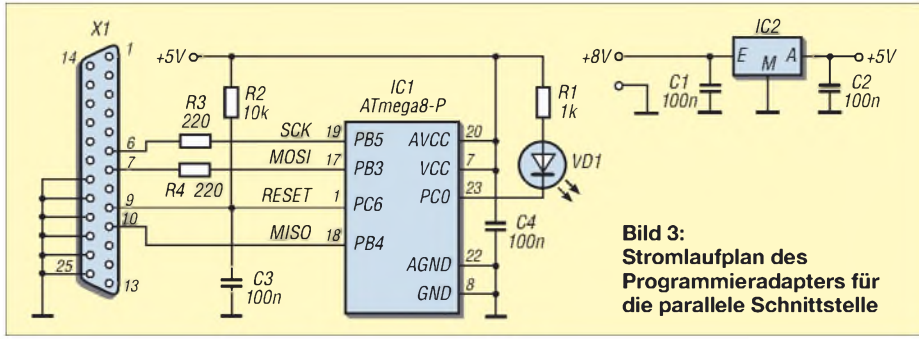 X1
1
14
6
7
9
10
25
13
+5V
R3
220
R4 220
R2
10k
C3
100n
SCK
MOSI
RESET
MISO
19
17
1
18
IC1
ATmega8-P
PB5
PB3
PC6
PB4
AVCC
VCC
PC0
AGND
GND
20
7
23
22
8
R1
1k
VD1
C4
100n
+8V
C1
100n
IC2
E M A
+5V
C2
100n
Bild 3:
Stromlaufplan des
Programmieradapters für
die parallele Schnittstelle